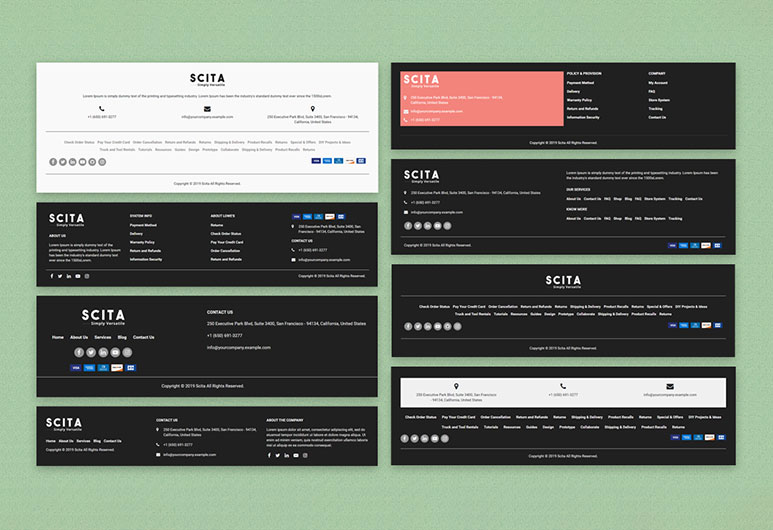 SCITA
Simply Versatile
Lorem Ipsum is simply dummy text of the printing and typesetting industry. Lorem Ipsum has been the industry's standard dummy text ever since the 1500sLorem.
+1 (650) 691-3277
info@yourcompany.example.com
250 Executive Park Blvd, Suite 3400, San Francisco - 94134,
California, United States
Check Order Status Pay Your Credit Card Order Cancellation Return and Refunds Returns Shipping & Delivery Product Recalls Returns Special & Offers DIY Projects & Ideas
Truck and Tool Rentals Tutorials Resources Guides Design Prototype Collaborate Shipping & Delivery Product Recalls Returns
VISA
Copyright © 2019 Scita All Rights Reserved.
SCITA
Simply Versatile
ABOUT US
Lorem Ipsum is simply dummy text of the printing and typesetting industry. Lorem Ipsum has been the industry's standard dummy text ever since the 1500sLorem.
SYSTEM INFO
Payment Method
Delivery
Warranty Policy
Return and Refunds
Information Security
ABOUT LOWE'S
Returns
Check Order Status
Pay Your Credit Card
Order Cancellation
Return and Refunds
VISA
250 Executive Park Blvd, Suite 3400, San
Francisco - 94134, California, United States
CONTACT US
+1 (650) 691-3277
info@yourcompany.example.com
Copyright © 2019 Scita All Rights Reserved.
SCITA
Simply Versatile
Home About Us Services Blog Contact Us
VISA
CONTACT US
250 Executive Park Blvd, Suite 3400, San Francisco - 94134, California, United States
+1 (650) 691-3277
info@yourcompany.example.com
Copyright © 2019 Scita All Rights Reserved.
SCITA
Simply Versatile
Home About Us Services Blog Contact Us
Copyright © 2019 Scita All Rights Reserved.
CONTACT US
250 Executive Park Blvd, Suite 3400, San Francisco - 94134,
California, United States
+1 (650) 691-3277
info@yourcompany.example.com
ABOUT THE COMPANY
Lorem ipsum dolor sit amet, consectetur adipiscing elit, sed do
eiusmod tempor incididunt ut labore et dolore magna aliqua. Ut
enim ad minim veniam, quis nostrud exercitation ullamco laboris
nisi ut aliquip ex ea commodo consequat.
SCITA
Simply Versatile
250 Executive Park Blvd, Suite 3400, San Francisco - 94134,
California, United States
info@yourcompany.example.com
+1 (650) 691-3277
POLICY & PROVISION
Payment Method
Delivery
Warranty Policy
Return and Refunds
Information Security
COMPANY
My Account
FAQ
Store System
Tracking
Contact Us
Copyright © 2019 Scita All Rights Reserved.
SCITA
Simply Versatile
250 Executive Park Blvd, Suite 3400, San Francisco - 94134, California, United States
+1 (650) 691-3277
info@yourcompany.example.com
Lorem Ipsum is simply dummy text of the printing and typesetting industry. Lorem Ipsum has been the industry's standard dummy text ever since the 1500sLorem.
OUR SERVICES
About Us Contact Us FAQ Shop Blog FAQ Store System Tracking Contact Us
KNOW MORE
About Us Contact Us FAQ Shop Blog FAQ Store System Tracking
Copyright © 2019 Scita All Rights Reserved.
VISA
SCITA
Check Order Status Pay Your Credit Card Order Cancellation Return and Refunds Returns Shipping & Delivery Product Recalls Returns Special & Offers DIY Projects & Ideas
Truck and Tool Rentals Tutorials Resources Guides Design Prototype Collaborate Shipping & Delivery Product Recalls Returns
VISA
Copyright © 2019 Scita All Rights Reserved.
250 Executive Park Blvd, Suite 3400, San Francisco
- 94134, California, United States
+1 (650) 691-3277
info@yourcompany.example.com
Check Order Status Pay Your Credit Card Order Cancellation Return and Refunds Returns Shipping & Delivery Product Recalls Returns Special & Offers DIY Projects & Ideas
Truck and Tool Rentals Tutorials Resources Guides Design Prototype Collaborate Shipping & Delivery Product Recalls Returns
VISA
Copyright © 2019 Scita All Rights Reserved.